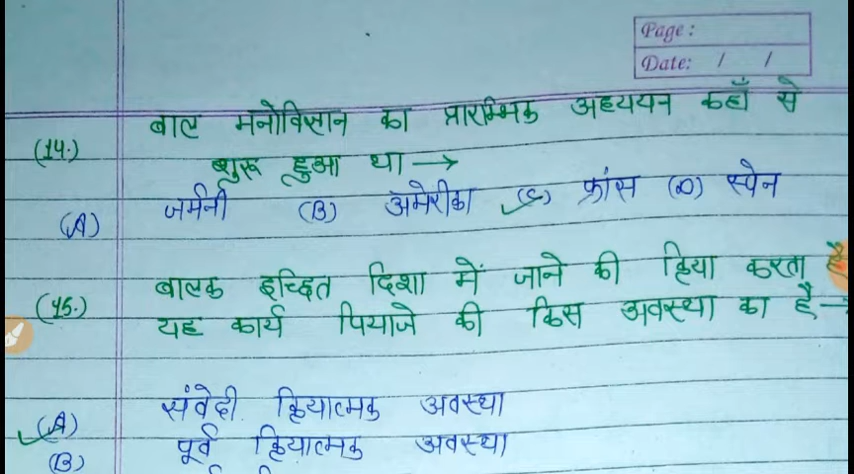 Page :
Date: / /
(14.) बाल मनोविज्ञान का प्रारम्भिक अध्ययन कहाँ से
शुरू हुआ था →
(A) जर्मनी (B) अमेरीका (C) फ्रांस (D) स्पेन
(15.) बालक इच्छित दिशा में जाने की क्रिया करता है
यह कार्य पियाजे की किस अवस्था का है →
(A) संवेदी क्रियात्मक अवस्था
(B) पूर्व क्रियात्मक अवस्था